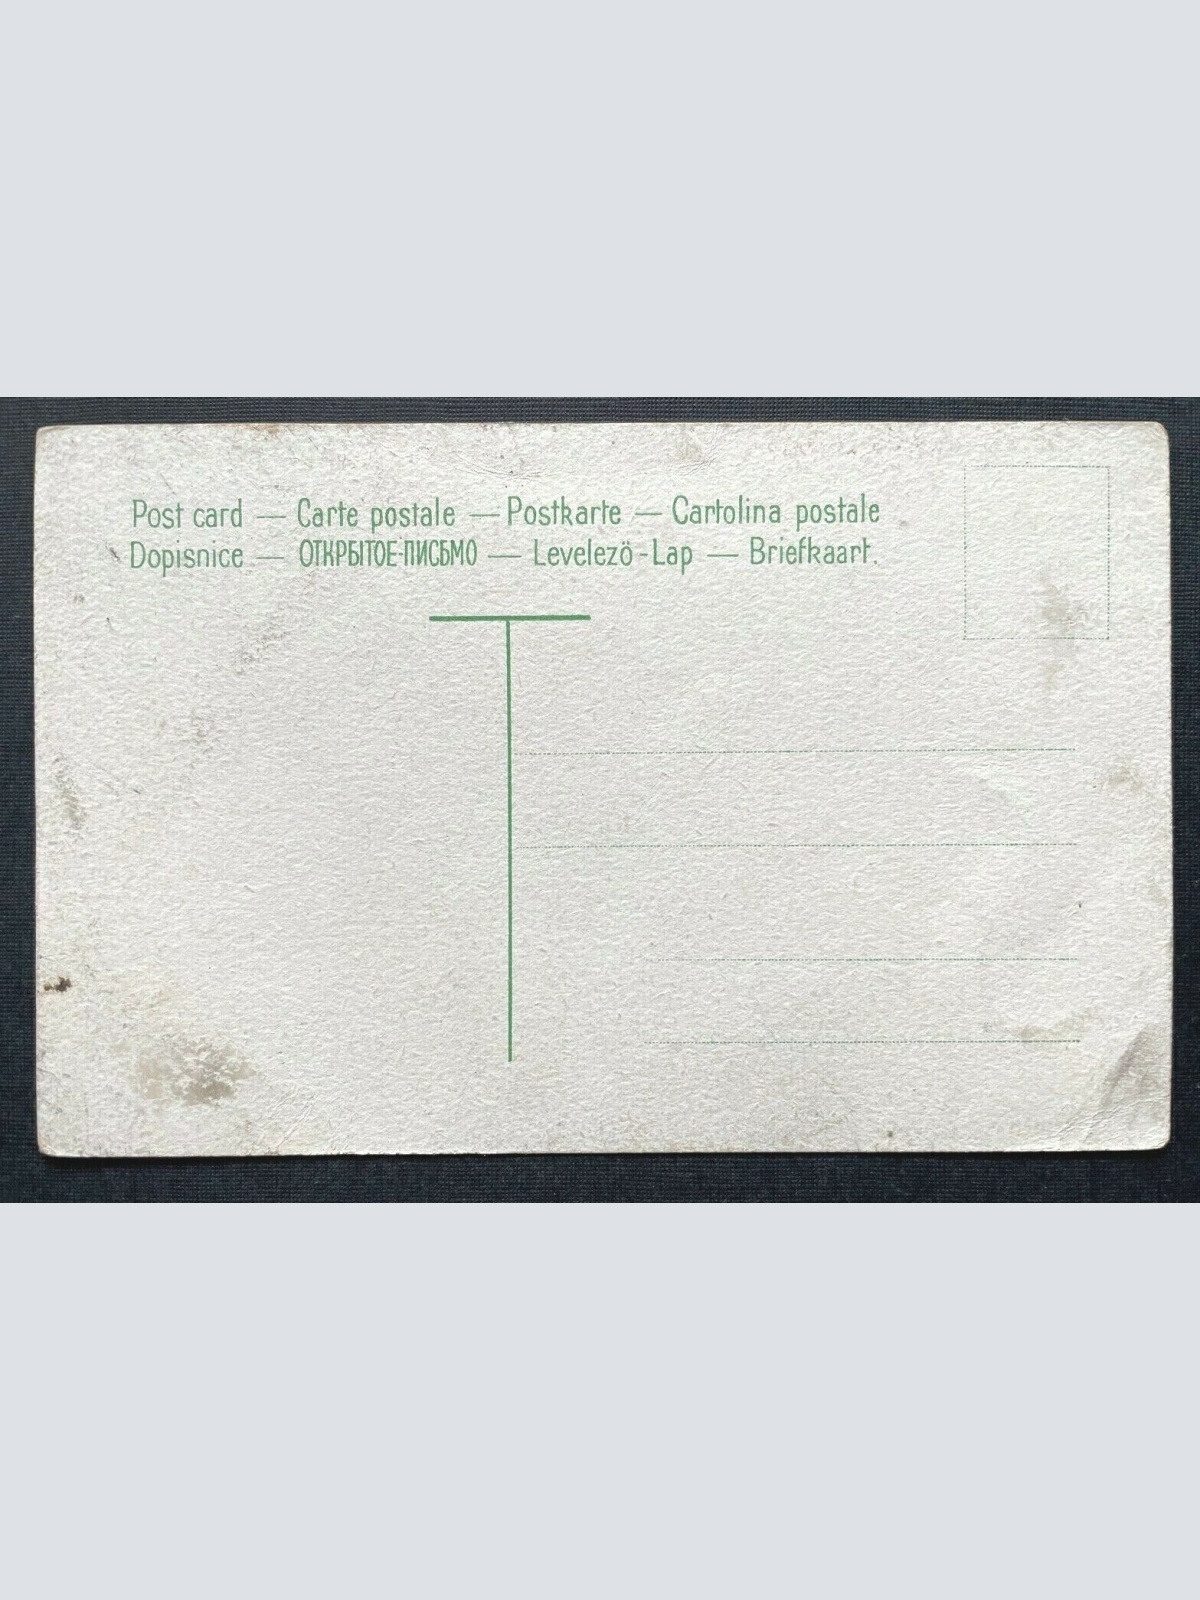 Post card — Carte postale — Postkarte — Cartolina postale
Dopisnice — ОТКРЫТОЕ-ПИСЬМО — Levelezö-Lap — Briefkaart.